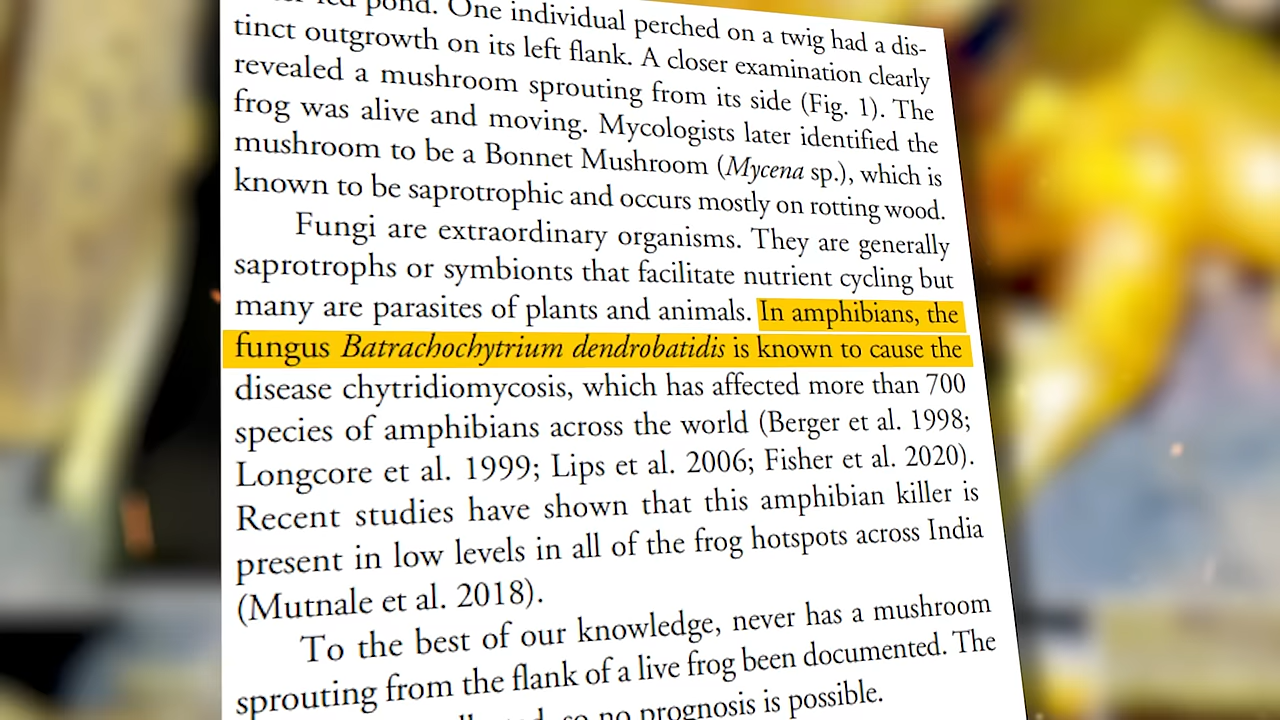 pond. One individual perched on a twig had a dis-
tinct outgrowth on its left flank. A closer examination clearly
revealed a mushroom sprouting from its side (Fig. 1). The
frog was alive and moving. Mycologists later identified the
mushroom to be a Bonnet Mushroom (Mycena sp.), which is
known to be saprotrophic and occurs mostly on rotting wood.
Fungi are extraordinary organisms. They are generally
saprotrophs or symbionts that facilitate nutrient cycling but
many are parasites of plants and animals. In amphibians, the
fungus Batrachochytrium dendrobatidis is known to cause the
disease chytridiomycosis, which has affected more than 700
species of amphibians across the world (Berger et al. 1998;
Longcore et al. 1999; Lips et al. 2006; Fisher et al. 2020).
Recent studies have shown that this amphibian killer is
present in low levels in all of the frog hotspots across India
(Mutnale et al. 2018).
To the best of our knowledge, never has a mushroom
sprouting from the flank of a live frog been documented. The
so no prognosis is possible.